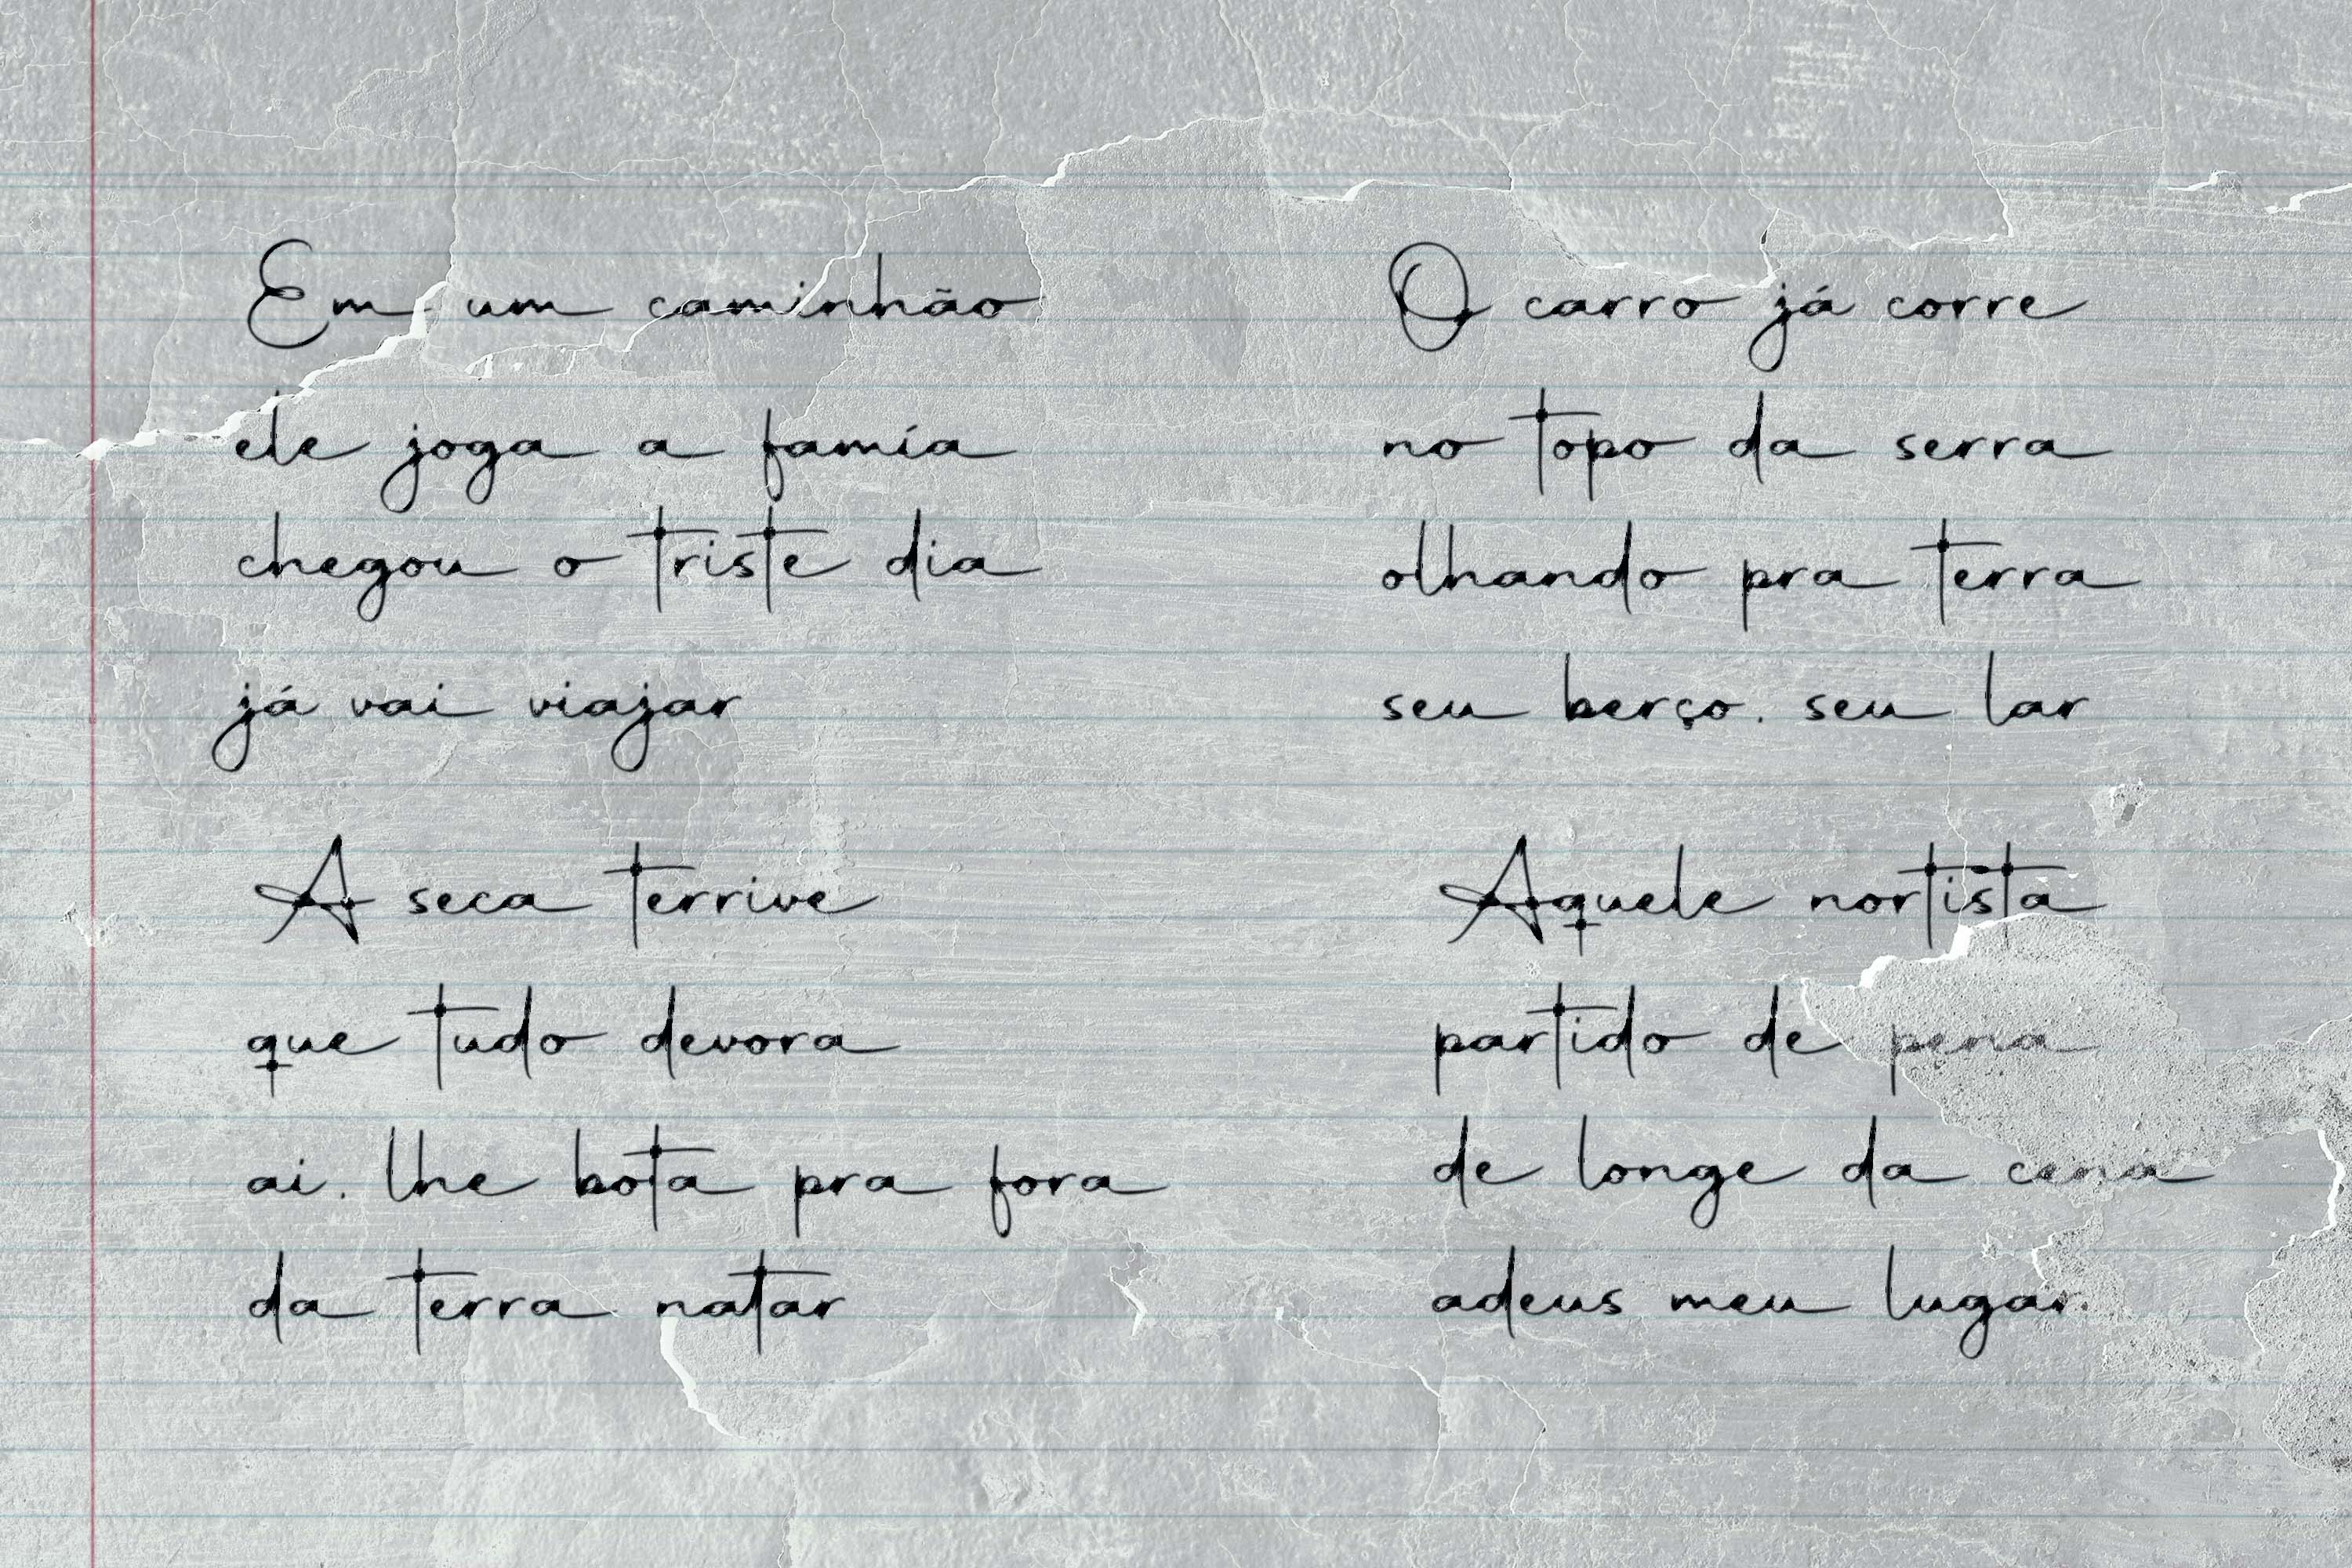 Em um caminhão
ele joga a famía
chegou o triste dia
já vai viajar
A seca terrive
que tudo devora
ai. lhe bota pra fora
da terra natar
O carro já corre
no topo da serra
olhando pra terra
seu berço. seu lar
Aquele nortista
partido de pena
de longe da cena
adeus meu lugar.